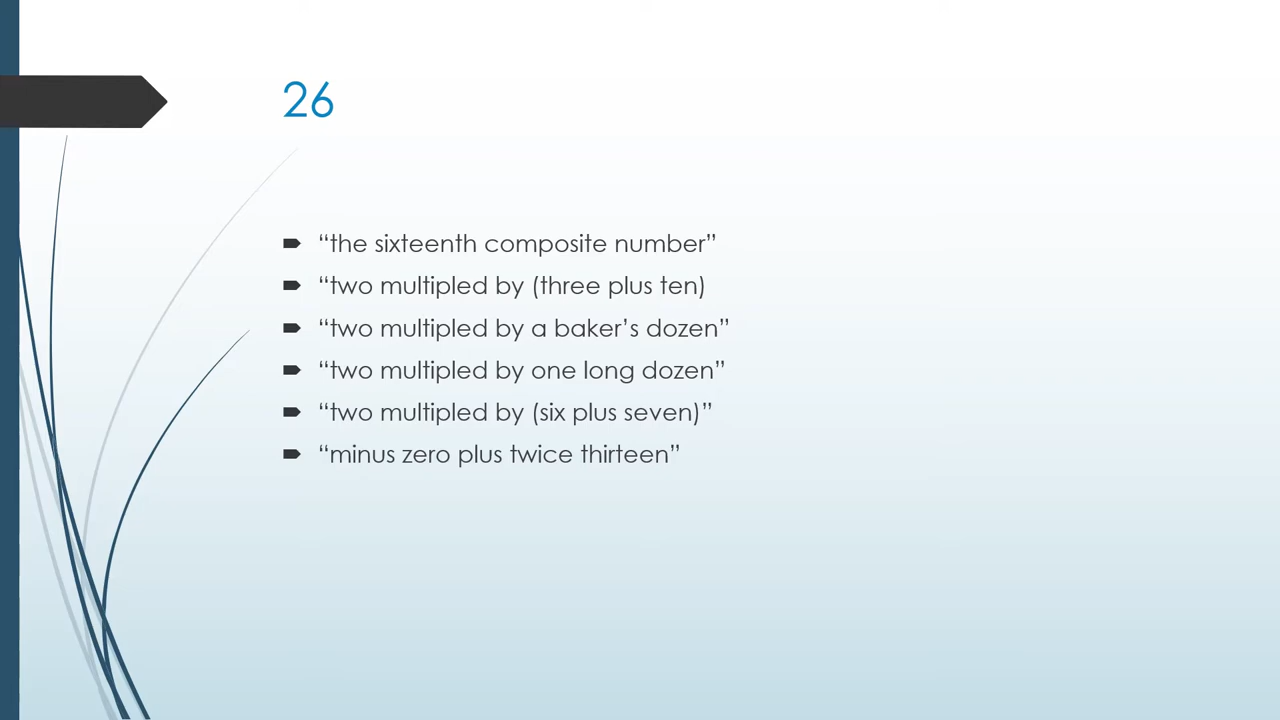 26
“the sixteenth composite number”
“two multipled by (three plus ten)
“two multipled by a baker’s dozen”
“two multipled by one long dozen”
“two multipled by (six plus seven)”
“minus zero plus twice thirteen”